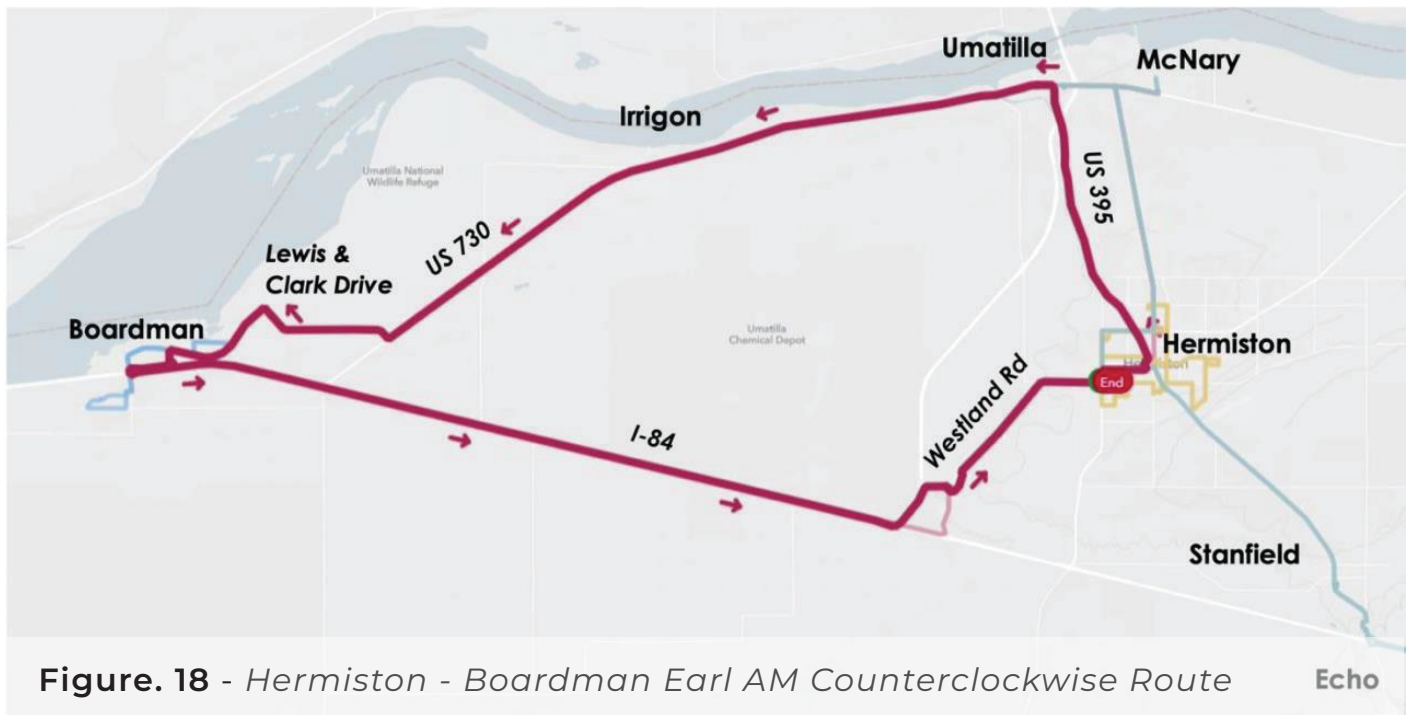 Umatilla
McNary
Irrigon
Umatilla National
Wildlife Refuge
US 395
US 730
Lewis &
Clark Drive
Boardman
Umatilla
Chemical Depot
Hermiston
End
Westland Rd
I-84
Stanfield
Figure. 18 - Hermiston - Boardman Earl AM Counterclockwise Route
Echo